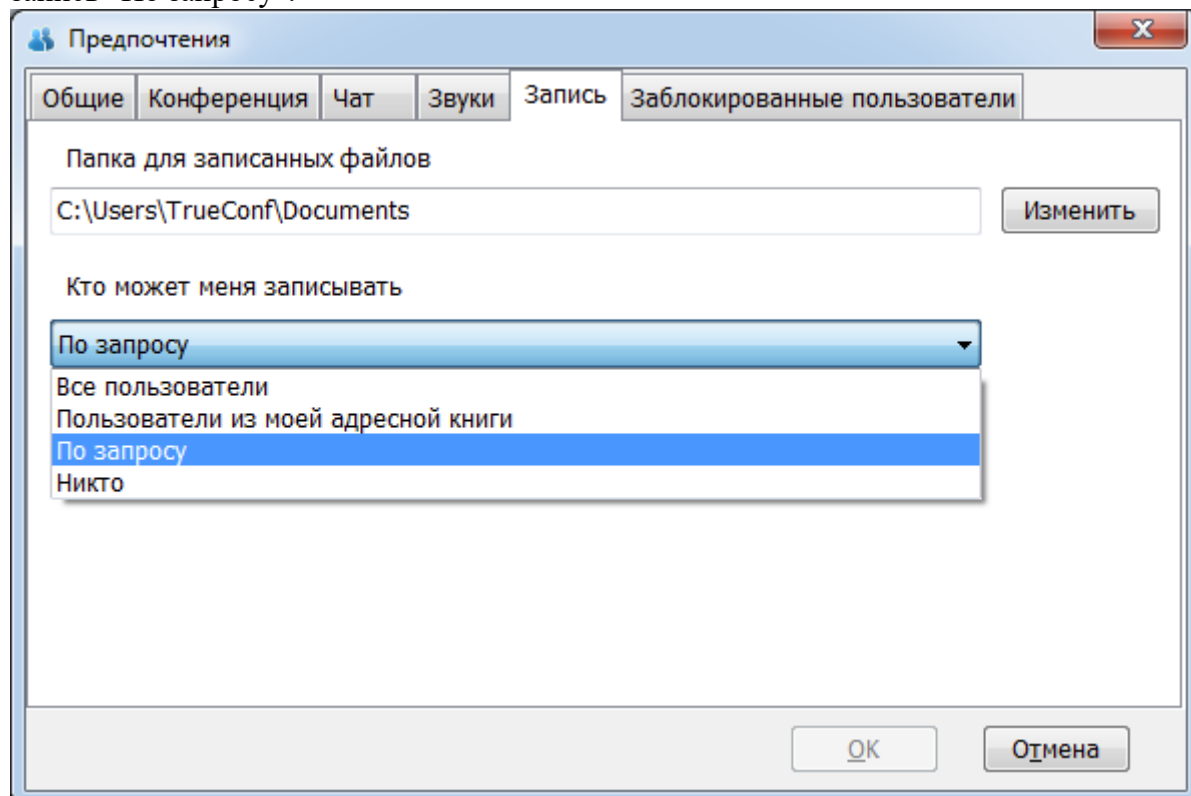 Предпочтения
Общие Конференция Чат Звуки Запись Заблокированные пользователи
Папка для записанных файлов
C:\Users\TrueConf\Documents Изменить
Кто может меня записывать
По запросу
Все пользователи
Пользователи из моей адресной книги
По запросу
Никто
OK Отмена